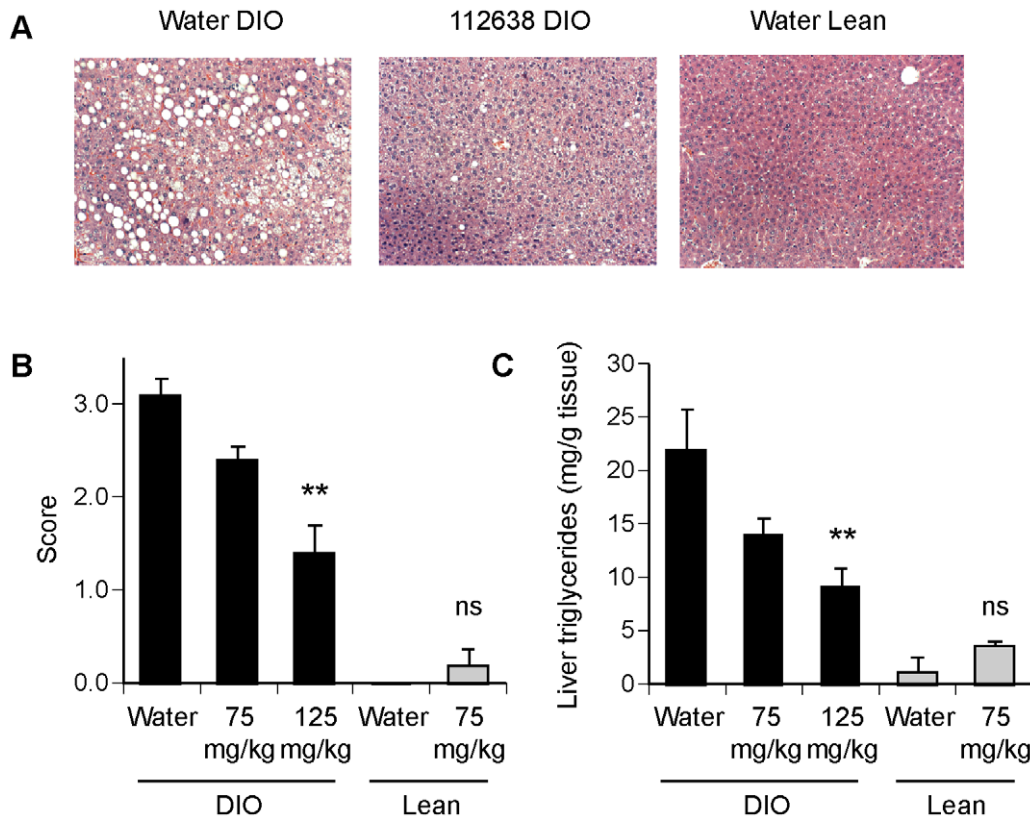 A
Water DIO
112638 DIO
Water Lean
B
Score
3.0
2.0
1.0
0.0
**
ns
Water
75
mg/kg
125
mg/kg
Water
75
mg/kg
DIO
Lean
C
Liver triglycerides (mg/g tissue)
30
25
20
15
10
5
0
**
ns
Water
75
mg/kg
125
mg/kg
Water
75
mg/kg
DIO
Lean